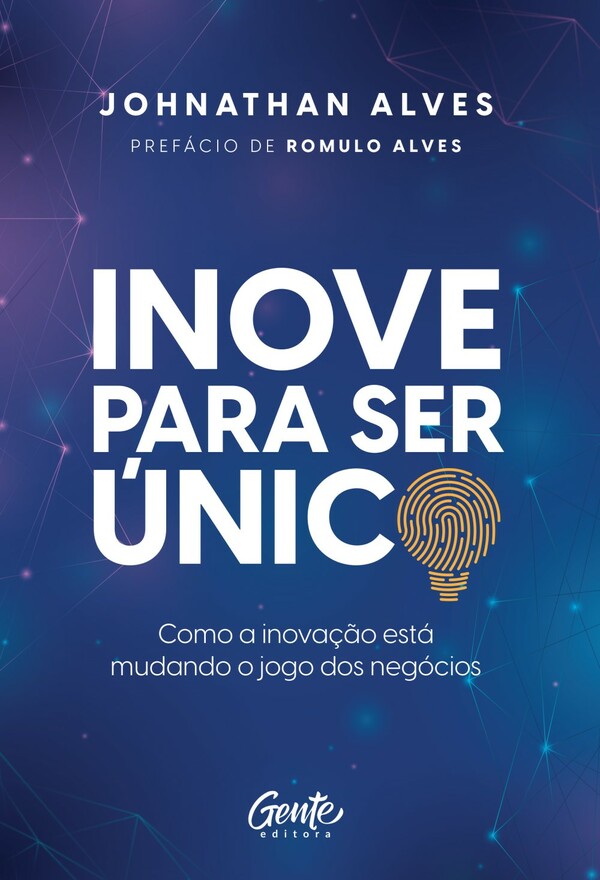 JOHNATHAN ALVES
PREFÁCIO DE ROMULO ALVES
INOVE
PARA SER
ÚNICO
Como a inovação está
mudando o jogo dos negócios
Gente
editora